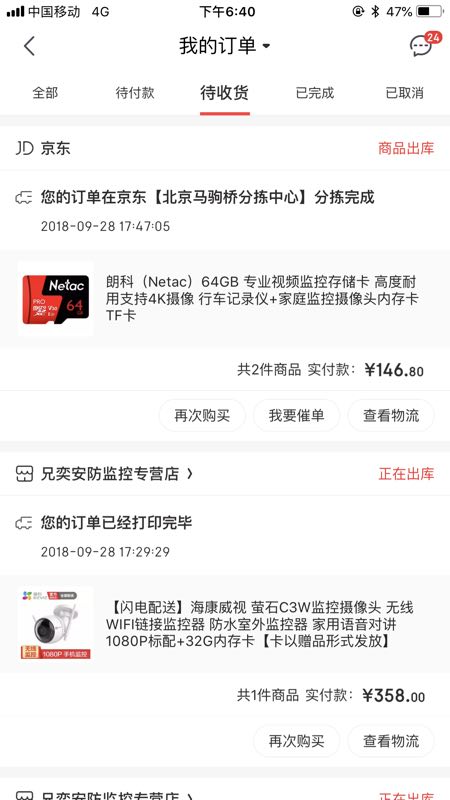 中国移动 4G 下午6:40 47%
我的订单 24
全部 待付款 待收货 已完成 已取消
JD 京东 商品出库
您的订单在京东【北京马驹桥分拣中心】分拣完成
2018-09-28 17:47:05
Netac
PRO
64
朗科（Netac）64GB 专业视频监控存储卡 高度耐
用支持4K摄像 行车记录仪+家庭监控摄像头内存卡
TF卡
共2件商品 实付款：¥146.80
再次购买 我要催单 查看物流
兄奕安防监控专营店 正在出库
您的订单已经打印完毕
2018-09-28 17:29:29
无线
监控 1080P 手机监控
【闪电配送】海康威视 萤石C3W监控摄像头 无线
WIFI链接监控器 防水室外监控器 家用语音对讲
1080P标配+32G内存卡【卡以赠品形式发放】
共1件商品 实付款：¥358.00
再次购买 查看物流
兄奕安防监控专营店 正在出库